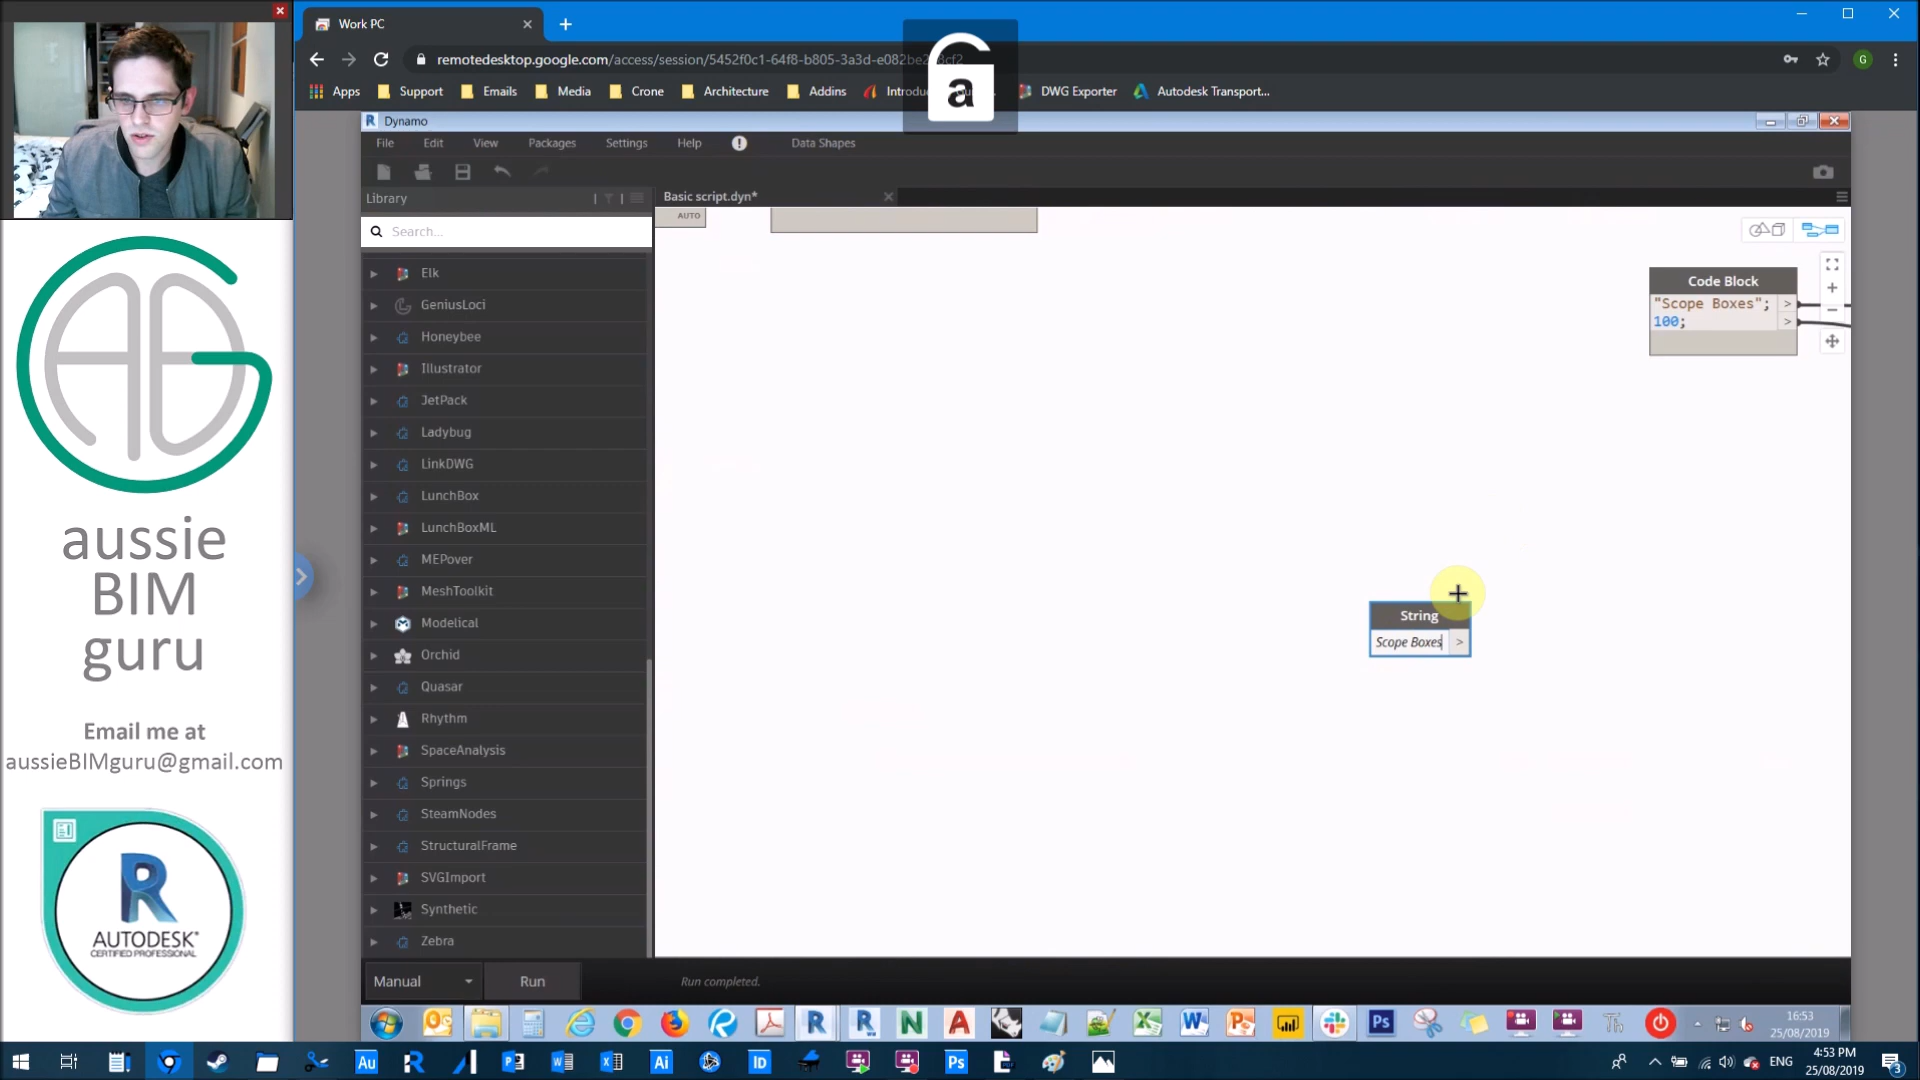 Work PC
remotedesktop.google.com/access/session/5452f0c1-64f8-b805-3a3d-e082be
Apps Support Emails Media Crone Architecture Addins DWG Exporter Autodesk Transport...
a
G
Dynamo
File Edit View Packages Settings Help Data Shapes
Library
Basic script.dyn*
Search...
AUTO
Elk
GeniusLoci
Honeybee
Illustrator
JetPack
Ladybug
LinkDWG
LunchBox
LunchBoxML
MEPover
MeshToolkit
Modelical
Orchid
Quasar
Rhythm
SpaceAnalysis
Springs
SteamNodes
StructuralFrame
SVGImport
Synthetic
Zebra
Code Block
"Scope Boxes"; >
100; >
String
Scope Boxes >
Manual Run Run completed.
16:53
25/08/2019
aussie
BIM
guru
Email me at
aussieBIMguru@gmail.com
R
AUTODESK®
CERTIFIED PROFESSIONAL
Au Ai ID Ps
ENG
4:53 PM
25/08/2019
3